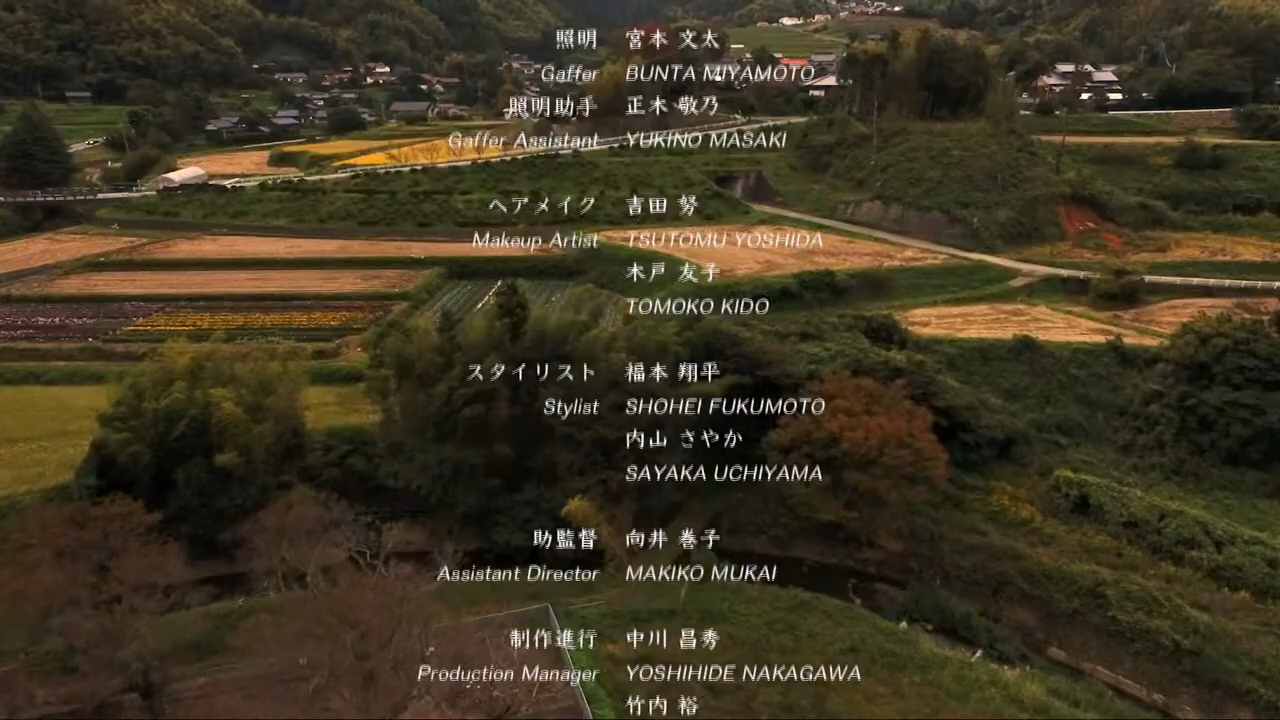 照明 宮本 文太
Gaffer BUNTA MIYAMOTO
照明助手 正木 敬乃
Gaffer Assistant YUKINO MASAKI
ヘアメイク 吉田 努
Makeup Artist TSUTOMU YOSHIDA
木戸 友子
TOMOKO KIDO
スタイリスト 福本 翔平
Stylist SHOHEI FUKUMOTO
内山 さやか
SAYAKA UCHIYAMA
助監督 向井 巻子
Assistant Director MAKIKO MUKAI
制作進行 中川 昌秀
Production Manager YOSHIHIDE NAKAGAWA
竹内 裕